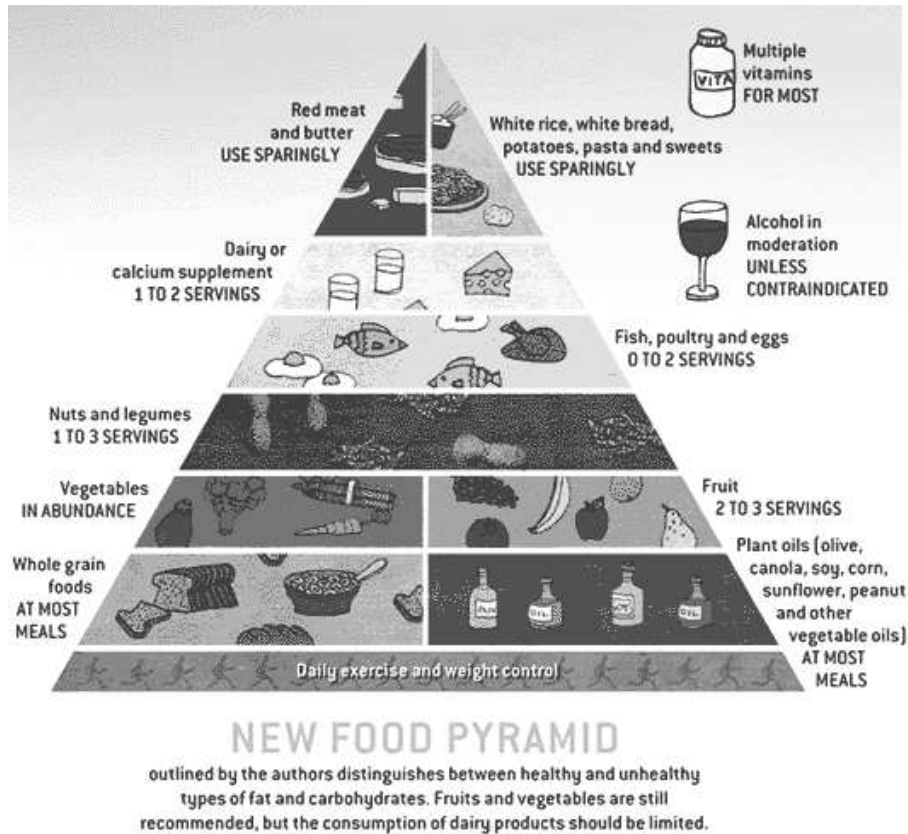 Multiple
vitamins
FOR MOST
VITA
Red meat
and butter
USE SPARINGLY
White rice, white bread,
potatoes, pasta and sweets
USE SPARINGLY
Alcohol in
moderation
UNLESS
CONTRAINDICATED
Dairy or
calcium supplement
1 TO 2 SERVINGS
Fish, poultry and eggs
0 TO 2 SERVINGS
Nuts and legumes
1 TO 3 SERVINGS
Vegetables
IN ABUNDANCE
Fruit
2 TO 3 SERVINGS
Whole grain
foods
AT MOST
MEALS
Plant oils (olive,
canola, soy, corn,
sunflower, peanut
and other
vegetable oils)
AT MOST
MEALS
OIL
OIL
Daily exercise and weight control
NEW FOOD PYRAMID
outlined by the authors distinguishes between healthy and unhealthy
types of fat and carbohydrates. Fruits and vegetables are still
recommended, but the consumption of dairy products should be limited.